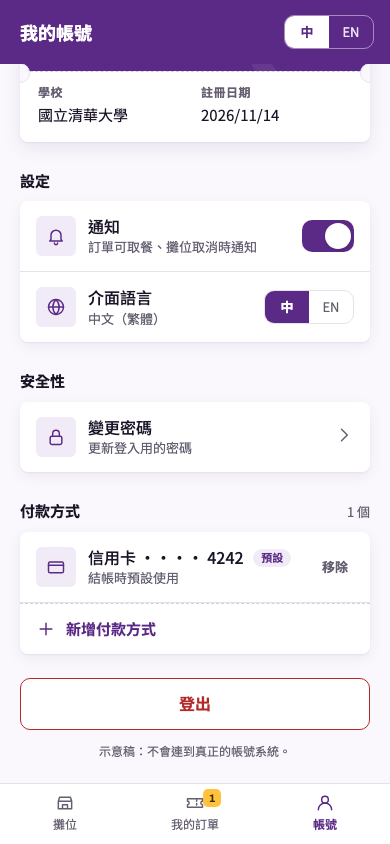 我的帳號
中 EN
學校 註冊日期
國立清華大學 2026/11/14
設定
通知
訂單可取餐、攤位取消時通知
介面語言
中文（繁體）
中 EN
安全性
變更密碼
更新登入用的密碼
付款方式 1 個
信用卡 •••• 4242 預設
結帳時預設使用
移除
新增付款方式
登出
示意稿：不會連到真正的帳號系統。
1
攤位 我的訂單 帳號